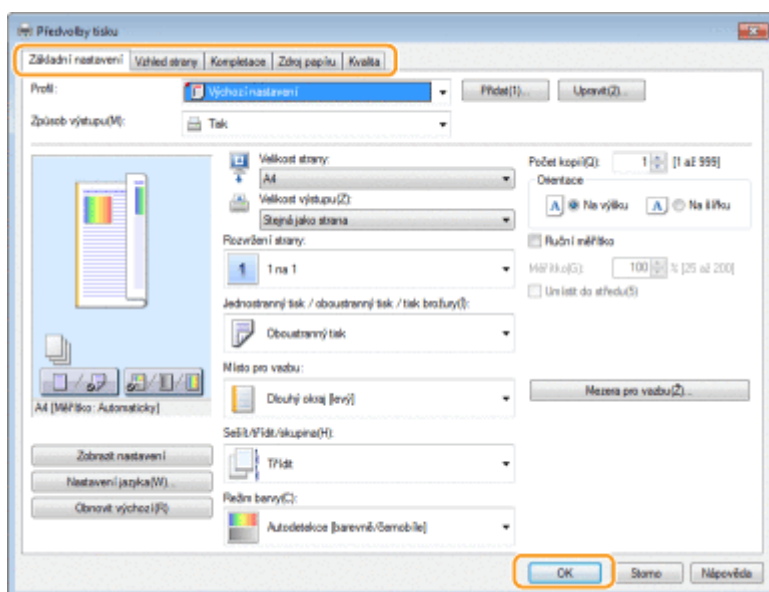 Předvolby tisku
Základní nastavení Vzhled strany Kompletace Zdroj papíru Kvalita
Profil: Výchozí nastavení Přidat(1)... Upravit(2)...
Způsob výstupu(M): Tisk
Velikost strany:
A4
Velikost výstupu(Z):
Stejná jako strana
Rozvržení strany:
1 1 na 1
Jednostranný tisk / oboustranný tisk / tisk brožury(I):
Oboustranný tisk
Místo pro vazbu:
Dlouhý okraj [levý]
Sešít/třídit/skupina(H):
Třídit
Režim barvy(C):
Autodetekce [barevně/černobíle]
Počet kopií(Q): 1 [1 až 999]
Orientace
A Na výšku A Na šířku
Ruční měřítko
Měřítko(G): 100 % [25 až 200]
Umístit do středu(5)
Mezera pro vazbu(Ž)...
A4 [Měřítko: Automaticky]
Zobrazit nastavení
Nastavení jazyka(W)...
Obnovit výchozí(R)
OK Storno Nápověda